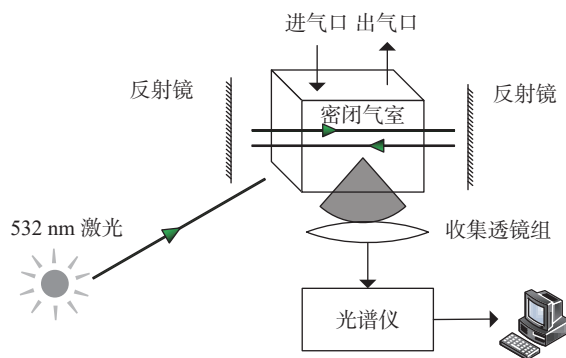 进气口 出气口
反射镜
密闭气室
反射镜
532 nm 激光
收集透镜组
光谱仪